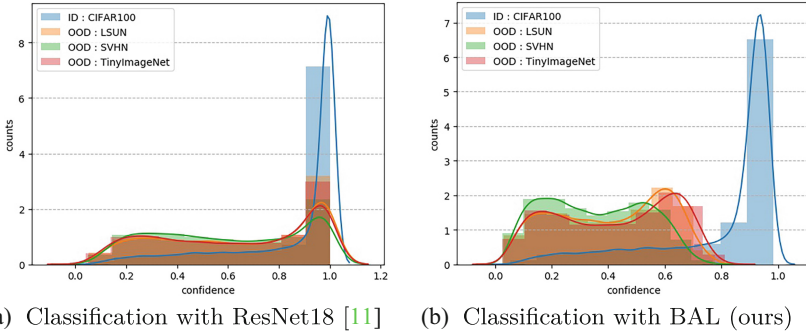 ID : CIFAR100
OOD : LSUN
OOD : SVHN
OOD : TinyImageNet
8
6
4
2
0
counts
0.0 0.2 0.4 0.6 0.8 1.0 1.2
confidence
ID : CIFAR100
OOD : LSUN
OOD : SVHN
OOD : TinyImageNet
7
6
5
4
3
2
1
0
counts
0.0 0.2 0.4 0.6 0.8 1.0
confidence
) Classification with ResNet18 [11]
(b) Classification with BAL (ours)